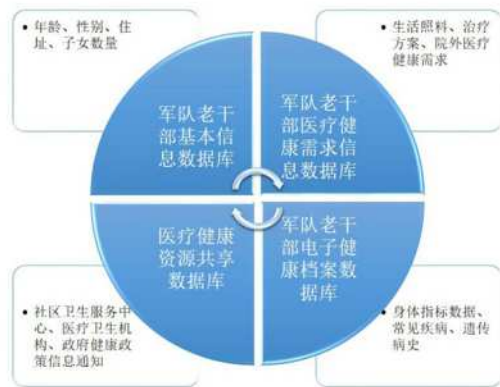 • 年龄、性别、住
址、子女数量
• 生活照料、治疗
方案、院外医疗
健康需求
军队老干
部基本信
息数据库
军队老干
部医疗健
康需求信
息数据库
医疗健康
资源共享
数据库
军队老干
部电子健
康档案数
据库
• 社区卫生服务中
心、医疗卫生机
构、政府健康政
策信息通知
• 身体指标数据、
常见疾病、遗传
病史